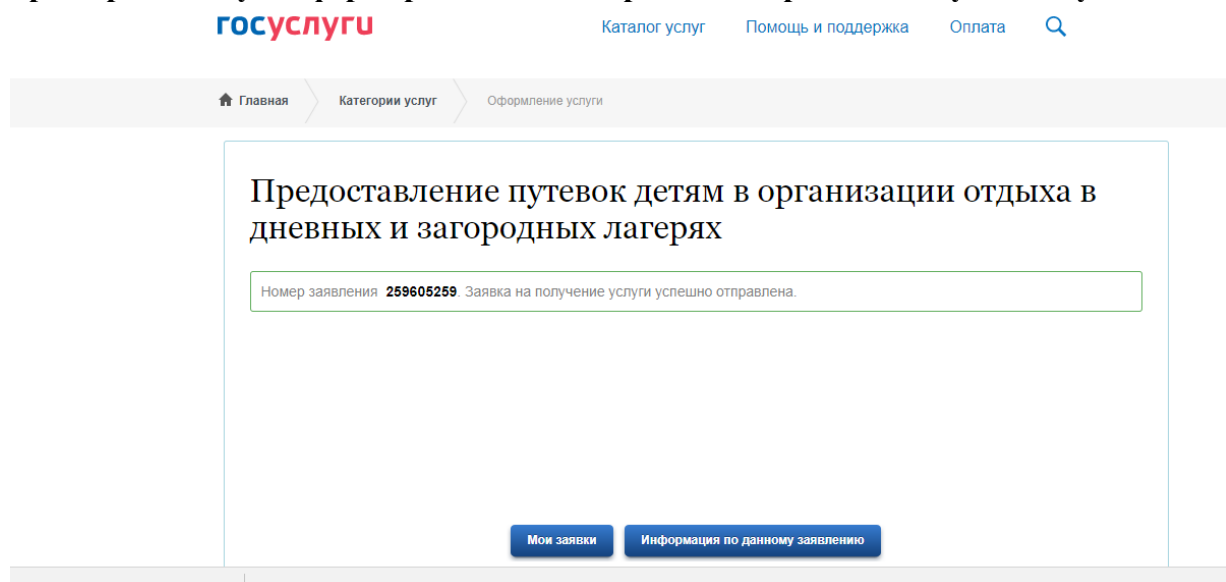 госуслуги Каталог услуг Помощь и поддержка Оплата
Главная Категории услуг Оформление услуги
Предоставление путевок детям в организации отдыха в
дневных и загородных лагерях
Номер заявления 259605259. Заявка на получение услуги успешно отправлена.
Мои заявки Информация по данному заявлению